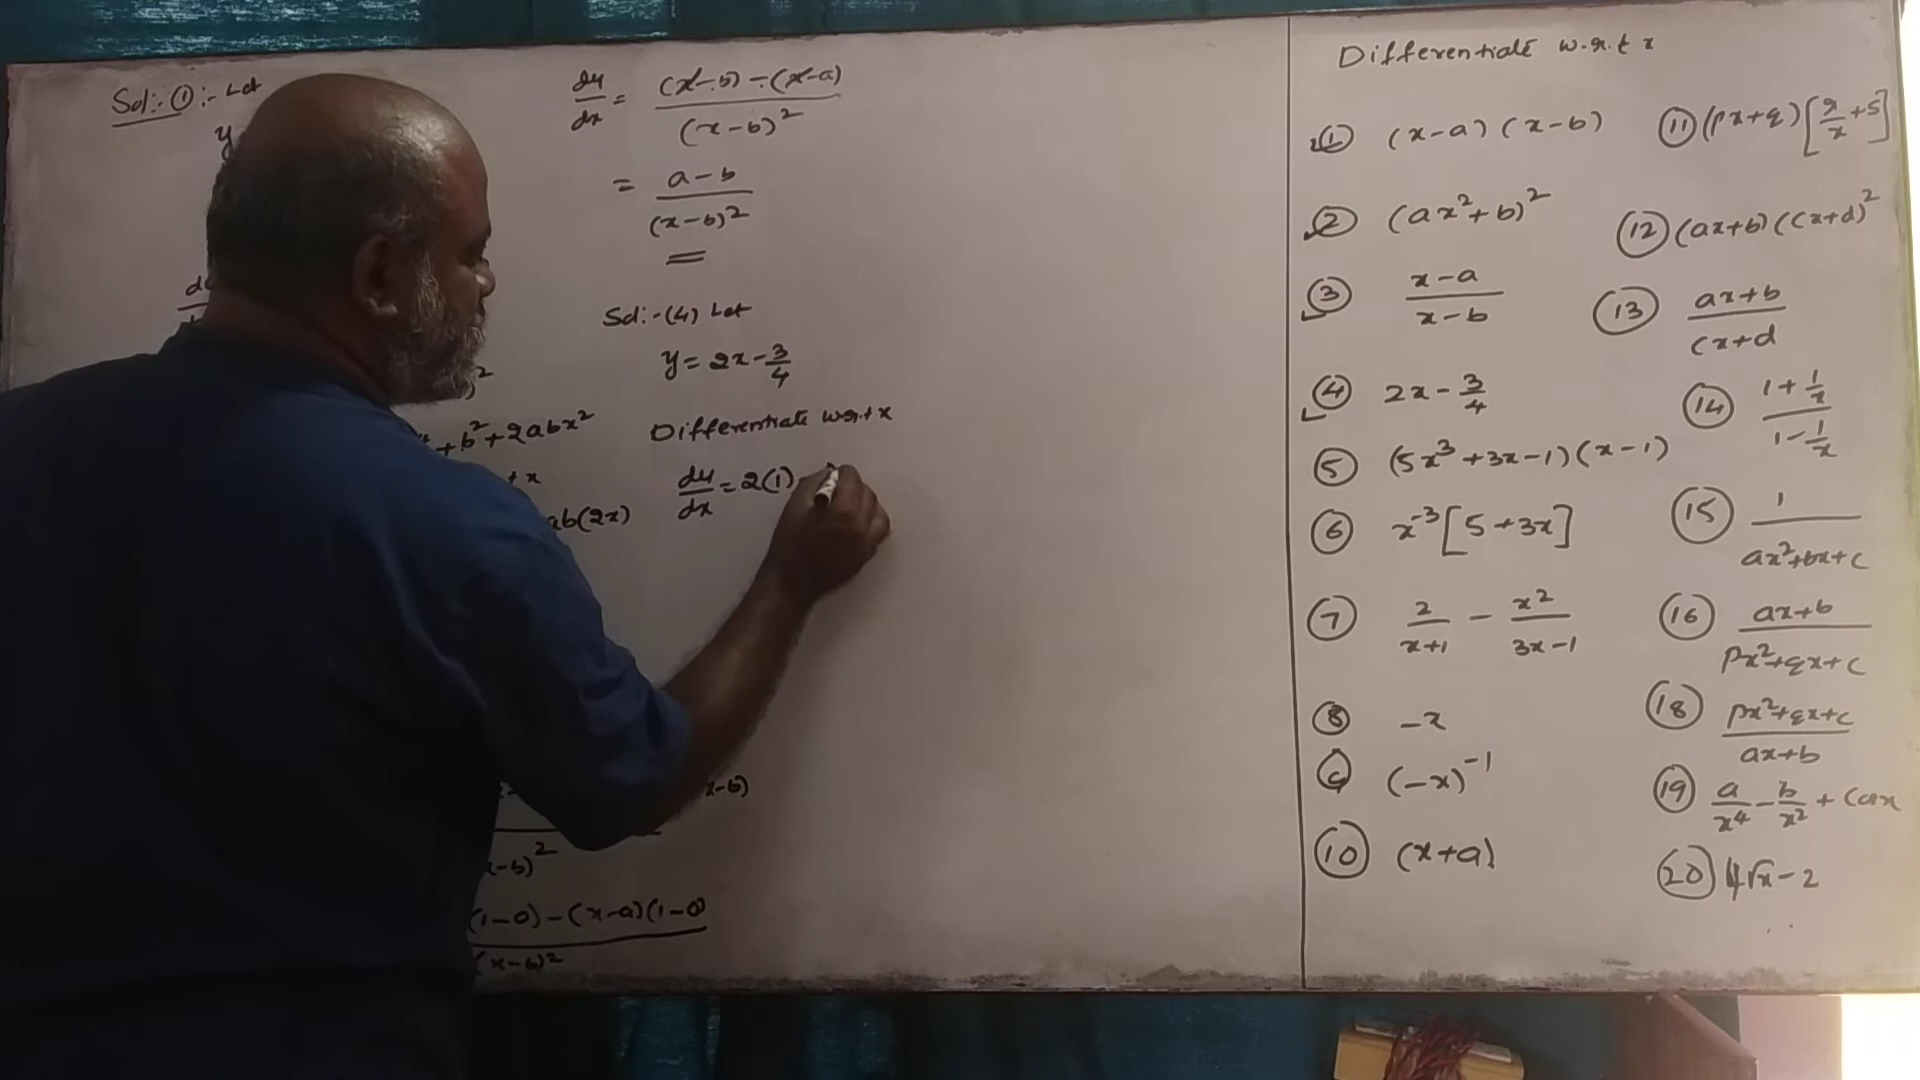 Sol:- ① :- Let
y
)²
+ b² + 2abx²
ab(2x)
x-b)
(x-b)²
(1-0) - (x-a)(1-0)
(x-b)²
dy/dx = (x-b) - (x-a) / (x-b)²
= a-b / (x-b)²
Sol:- (4) Let
y = 2x - 3/4
Differentiate w.r.t x
dy/dx = 2(1)
Differentiate w.r.t x
① (x-a)(x-b)
② (ax²+b)²
③ x-a / x-b
④ 2x - 3/4
⑤ (5x³+3x-1)(x-1)
⑥ x⁻³[5+3x]
⑦ 2/x+1 - x²/3x-1
⑧ -x
⑨ (-x)⁻¹
⑩ (x+a)
⑪ (px+q)[r/x+s]
⑫ (ax+b)(cx+d)²
⑬ ax+b / cx+d
⑭ 1+1/x / 1-1/x
⑮ 1 / ax²+bx+c
⑯ ax+b / px²+qx+c
⑱ px²+qx+c / ax+b
⑲ a/x⁴ - b/x² + Cosx
⑳ 4√x-2